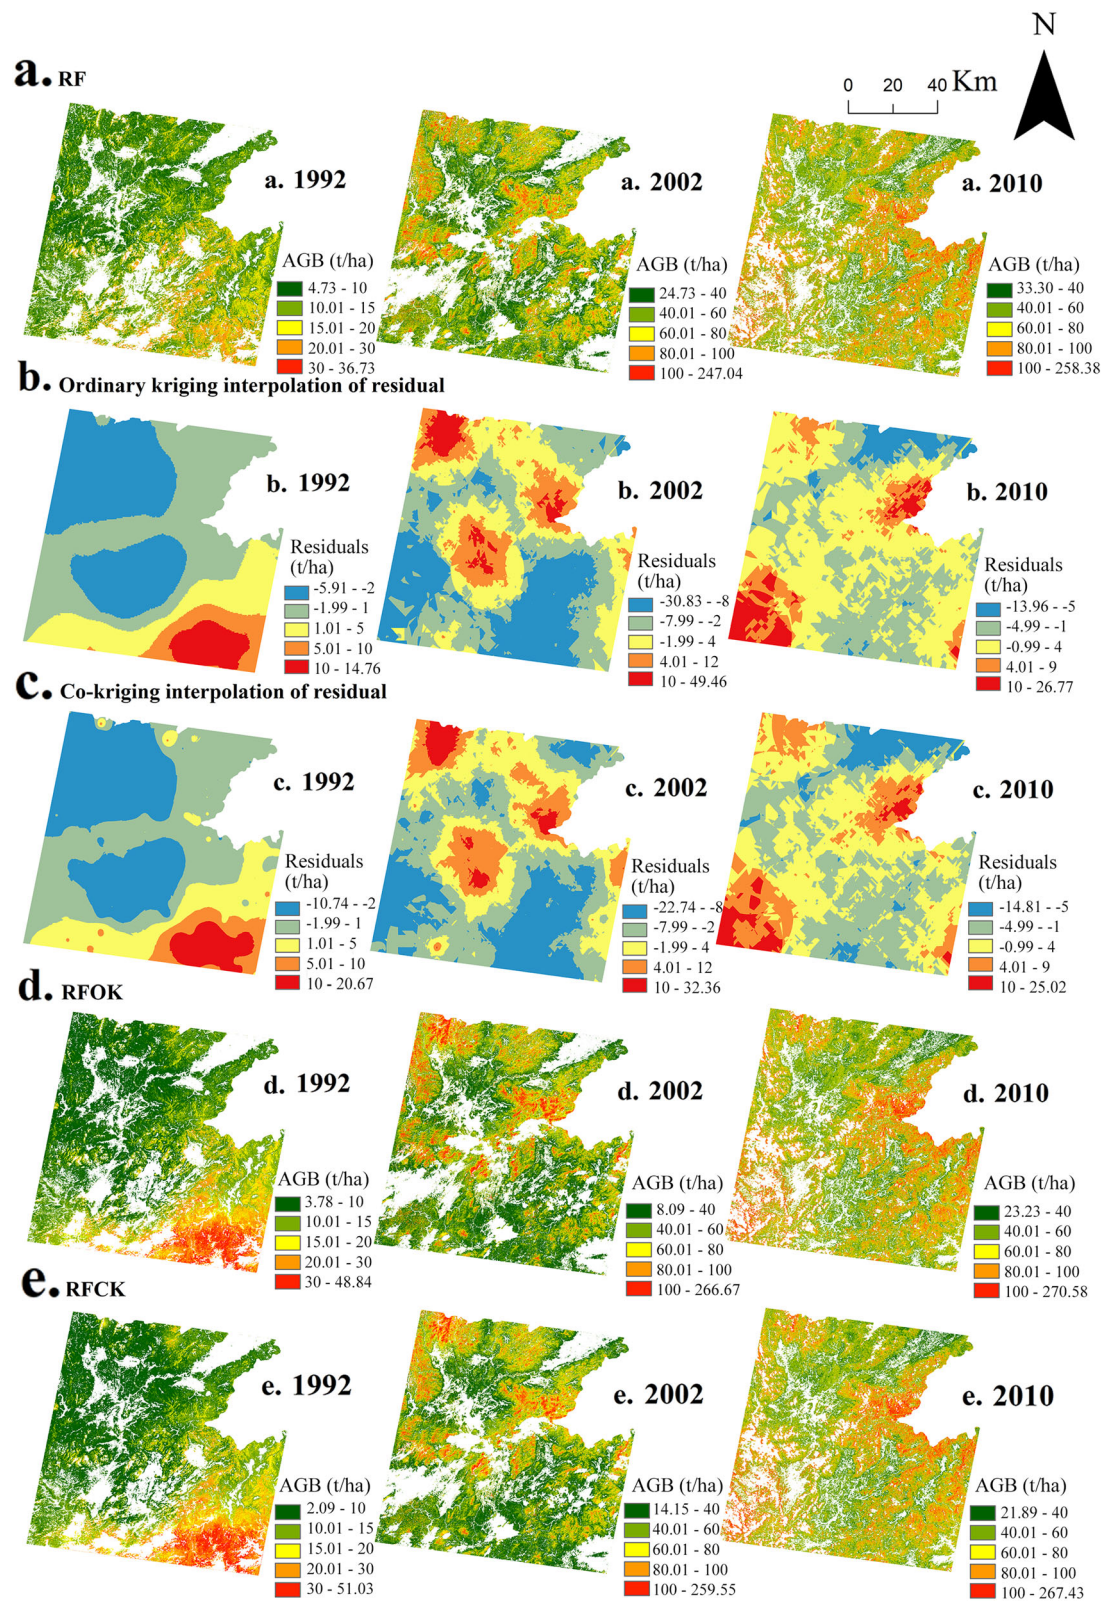 N
0 20 40 Km
a. RF
a. 1992
AGB (t/ha)
4.73 - 10
10.01 - 15
15.01 - 20
20.01 - 30
30 - 36.73
a. 2002
AGB (t/ha)
24.73 - 40
40.01 - 60
60.01 - 80
80.01 - 100
100 - 247.04
a. 2010
AGB (t/ha)
33.30 - 40
40.01 - 60
60.01 - 80
80.01 - 100
100 - 258.38
b. Ordinary kriging interpolation of residual
b. 1992
Residuals
(t/ha)
-5.91 - -2
-1.99 - 1
1.01 - 5
5.01 - 10
10 - 14.76
b. 2002
Residuals
(t/ha)
-30.83 - -8
-7.99 - -2
-1.99 - 4
4.01 - 12
10 - 49.46
b. 2010
Residuals
(t/ha)
-13.96 - -5
-4.99 - -1
-0.99 - 4
4.01 - 9
10 - 26.77
c. Co-kriging interpolation of residual
c. 1992
Residuals
(t/ha)
-10.74 - -2
-1.99 - 1
1.01 - 5
5.01 - 10
10 - 20.67
c. 2002
Residuals
(t/ha)
-22.74 - -8
-7.99 - -2
-1.99 - 4
4.01 - 12
10 - 32.36
c. 2010
Residuals
(t/ha)
-14.81 - -5
-4.99 - -1
-0.99 - 4
4.01 - 9
10 - 25.02
d. RFOK
d. 1992
AGB (t/ha)
3.78 - 10
10.01 - 15
15.01 - 20
20.01 - 30
30 - 48.84
d. 2002
AGB (t/ha)
8.09 - 40
40.01 - 60
60.01 - 80
80.01 - 100
100 - 266.67
d. 2010
AGB (t/ha)
23.23 - 40
40.01 - 60
60.01 - 80
80.01 - 100
100 - 270.58
e. RFCK
e. 1992
AGB (t/ha)
2.09 - 10
10.01 - 15
15.01 - 20
20.01 - 30
30 - 51.03
e. 2002
AGB (t/ha)
14.15 - 40
40.01 - 60
60.01 - 80
80.01 - 100
100 - 259.55
e. 2010
AGB (t/ha)
21.89 - 40
40.01 - 60
60.01 - 80
80.01 - 100
100 - 267.43